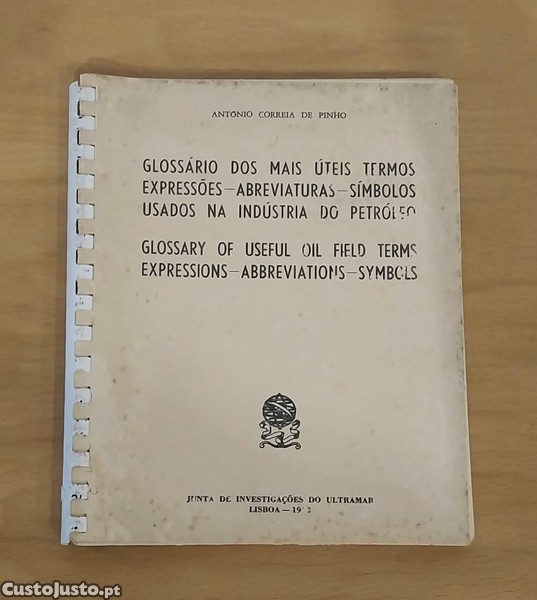 ANTÓNIO CORREIA DE PINHO
GLOSSÁRIO DOS MAIS ÚTEIS TERMOS
EXPRESSÕES—ABREVIATURAS—SÍMBOLOS
USADOS NA INDÚSTRIA DO PETRÓLEO
GLOSSARY OF USEFUL OIL FIELD TERMS
EXPRESSIONS—ABBREVIATIONS—SYMBOLS
JUNTA DE INVESTIGAÇÕES DO ULTRAMAR
LISBOA —
CustoJusto.pt